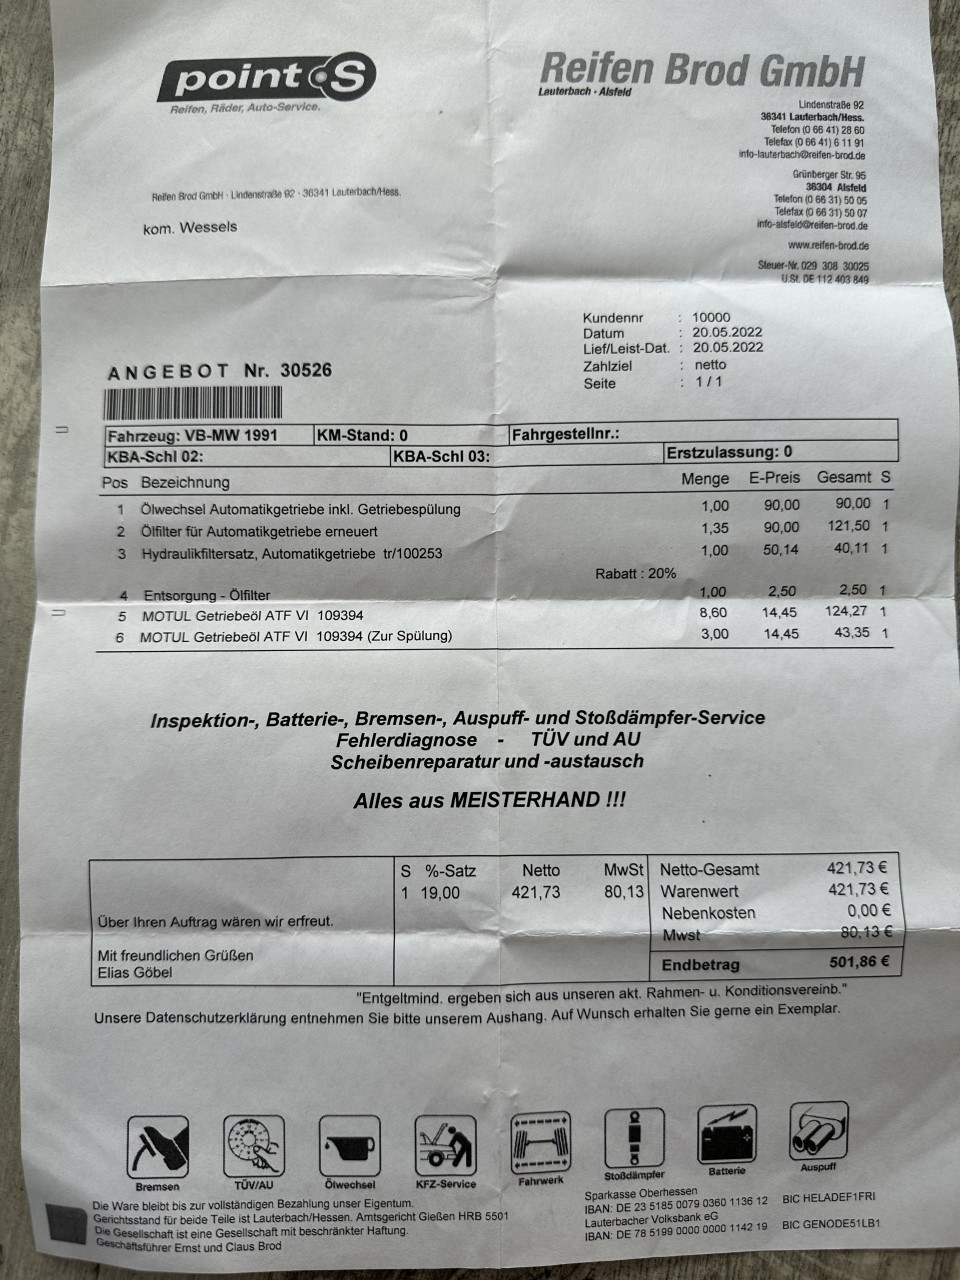 point S
Reifen, Räder, Auto-Service.
Reifen Brod GmbH
Lauterbach - Alsfeld
Lindenstraße 92
36341 Lauterbach/Hess.
Telefon (0 66 41) 28 60
Telefax (0 66 41) 6 11 91
info-lauterbach@reifen-brod.de
Grünberger Str. 95
36304 Alsfeld
Telefon (0 66 31) 50 05
Telefax (0 66 31) 50 07
info-alsfeld@reifen-brod.de
www.reifen-brod.de
Steuer-Nr. 029 308 30025
U.St. DE 112 403 849
Reifen Brod GmbH · Lindenstraße 92 · 36341 Lauterbach/Hess.
kom. Wessels
Kundennr : 10000
Datum : 20.05.2022
Lief/Leist-Dat. : 20.05.2022
Zahlziel : netto
Seite : 1 / 1
ANGEBOT Nr. 30526
Fahrzeug: VB-MW 1991 KM-Stand: 0 Fahrgestellnr.:
KBA-Schl 02: KBA-Schl 03: Erstzulassung: 0
Pos Bezeichnung Menge E-Preis Gesamt S
1 Ölwechsel Automatikgetriebe inkl. Getriebespülung 1,00 90,00 90,00 1
2 Ölfilter für Automatikgetriebe erneuert 1,35 90,00 121,50 1
3 Hydraulikfiltersatz, Automatikgetriebe tr/100253 1,00 50,14 40,11 1
Rabatt : 20%
4 Entsorgung - Ölfilter 1,00 2,50 2,50 1
5 MOTUL Getriebeöl ATF VI 109394 8,60 14,45 124,27 1
6 MOTUL Getriebeöl ATF VI 109394 (Zur Spülung) 3,00 14,45 43,35 1
Inspektion-, Batterie-, Bremsen-, Auspuff- und Stoßdämpfer-Service
Fehlerdiagnose - TÜV und AU
Scheibenreparatur und -austausch
Alles aus MEISTERHAND !!!
S %-Satz Netto MwSt Netto-Gesamt 421,73 €
1 19,00 421,73 80,13 Warenwert 421,73 €
Nebenkosten 0,00 €
Über Ihren Auftrag wären wir erfreut.
Mwst 80,13 €
Mit freundlichen Grüßen
Elias Göbel
Endbetrag 501,86 €
"Entgeltmind. ergeben sich aus unseren akt. Rahmen- u. Konditionsvereinb."
Unsere Datenschutzerklärung entnehmen Sie bitte unserem Aushang. Auf Wunsch erhalten Sie gerne ein Exemplar.
Bremsen TÜV/AU Ölwechsel KFZ-Service Fahrwerk Stoßdämpfer Batterie Auspuff
Die Ware bleibt bis zur vollständigen Bezahlung unser Eigentum.
Gerichtsstand für beide Teile ist Lauterbach/Hessen. Amtsgericht Gießen HRB 5501
Die Gesellschaft ist eine Gesellschaft mit beschränkter Haftung.
Geschäftsführer Ernst und Claus Brod
Sparkasse Oberhessen
IBAN: DE 23 5185 0079 0360 1136 12 BIC HELADEF1FRI
Lauterbacher Volksbank eG
IBAN: DE 78 5199 0000 0000 1142 19 BIC GENODE51LB1